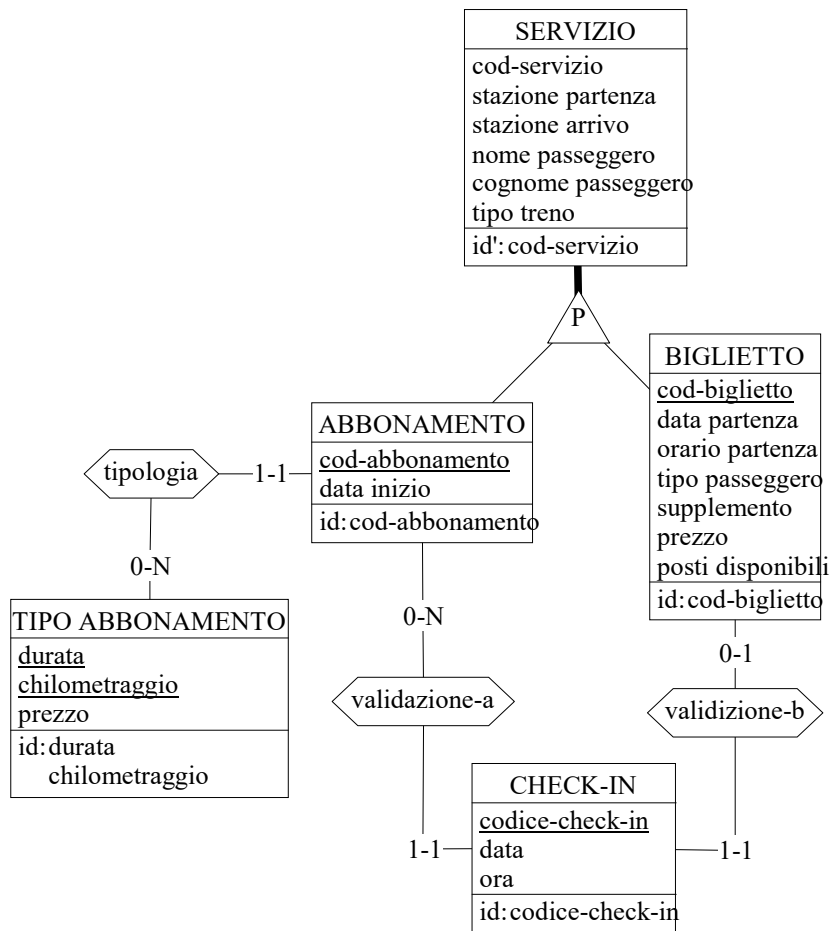 SERVIZIO
cod-servizio
stazione partenza
stazione arrivo
nome passeggero
cognome passeggero
tipo treno
id': cod-servizio
P
BIGLIETTO
cod-biglietto
data partenza
orario partenza
tipo passeggero
supplemento
prezzo
posti disponibili
id: cod-biglietto
ABBONAMENTO
cod-abbonamento
data inizio
id: cod-abbonamento
tipologia
1-1
0-N
TIPO ABBONAMENTO
durata
chilometraggio
prezzo
id: durata
chilometraggio
0-N
validazione-a
1-1
0-1
validizione-b
1-1
CHECK-IN
codice-check-in
data
ora
id: codice-check-in